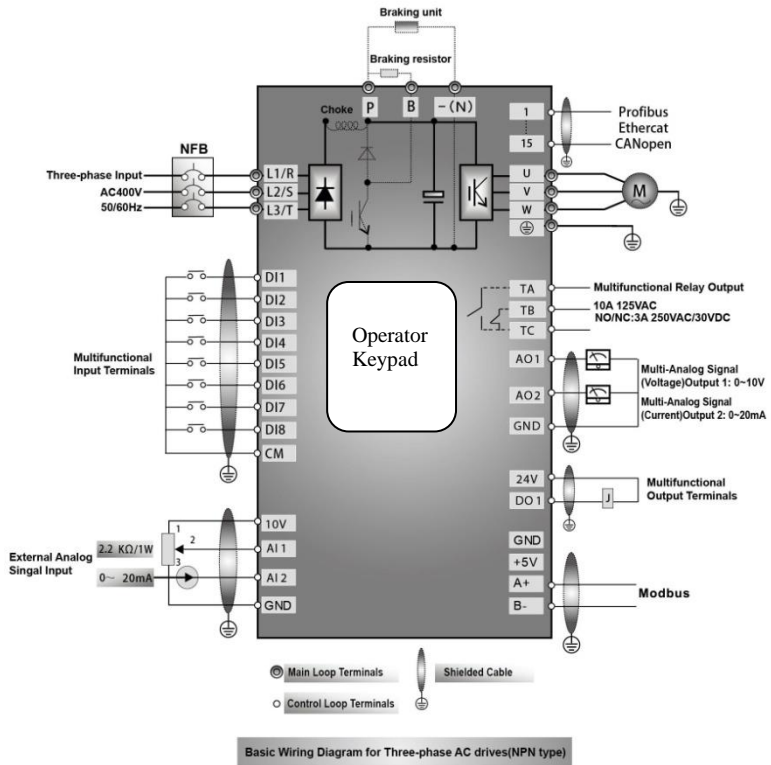 Braking unit
Braking resistor
P
B
–(N)
Choke
1
15
Profibus
Ethercat
CANopen
NFB
Three-phase Input
AC400V
50/60Hz
L1/R
L2/S
L3/T
U
V
W
M
DI1
DI2
DI3
DI4
DI5
DI6
DI7
DI8
CM
Multifunctional
Input Terminals
Operator
Keypad
TA
TB
TC
Multifunctional Relay Output
10A 125VAC
NO/NC:3A 250VAC/30VDC
AO1
AO2
GND
Multi-Analog Signal
(Voltage)Output 1: 0~10V
Multi-Analog Signal
(Current)Output 2: 0~20mA
24V
DO1
J
Multifunctional
Output Terminals
10V
AI1
AI2
GND
1
2
3
2.2 KΩ/1W
0~ 20mA
External Analog
Singal Input
GND
+5V
A+
B-
Modbus
Main Loop Terminals
Control Loop Terminals
Shielded Cable
Basic Wiring Diagram for Three-phase AC drives(NPN type)